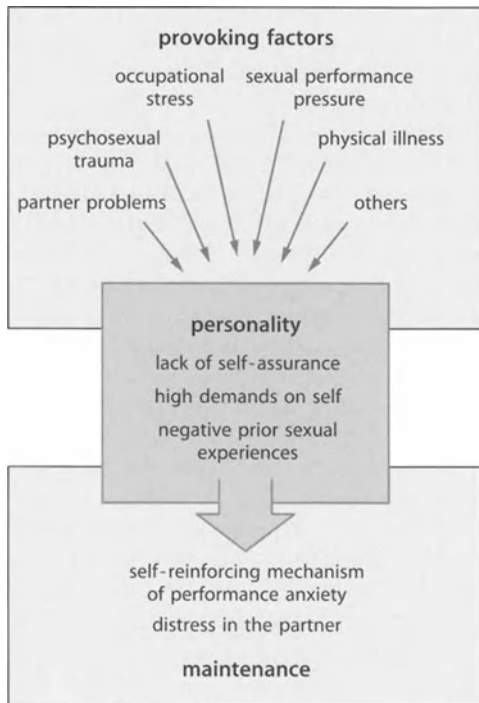 provoking factors
occupational
stress
sexual performance
pressure
psychosexual
trauma
physical illness
partner problems
others
personality
lack of self-assurance
high demands on self
negative prior sexual
experiences
self-reinforcing mechanism
of performance anxiety
distress in the partner
maintenance